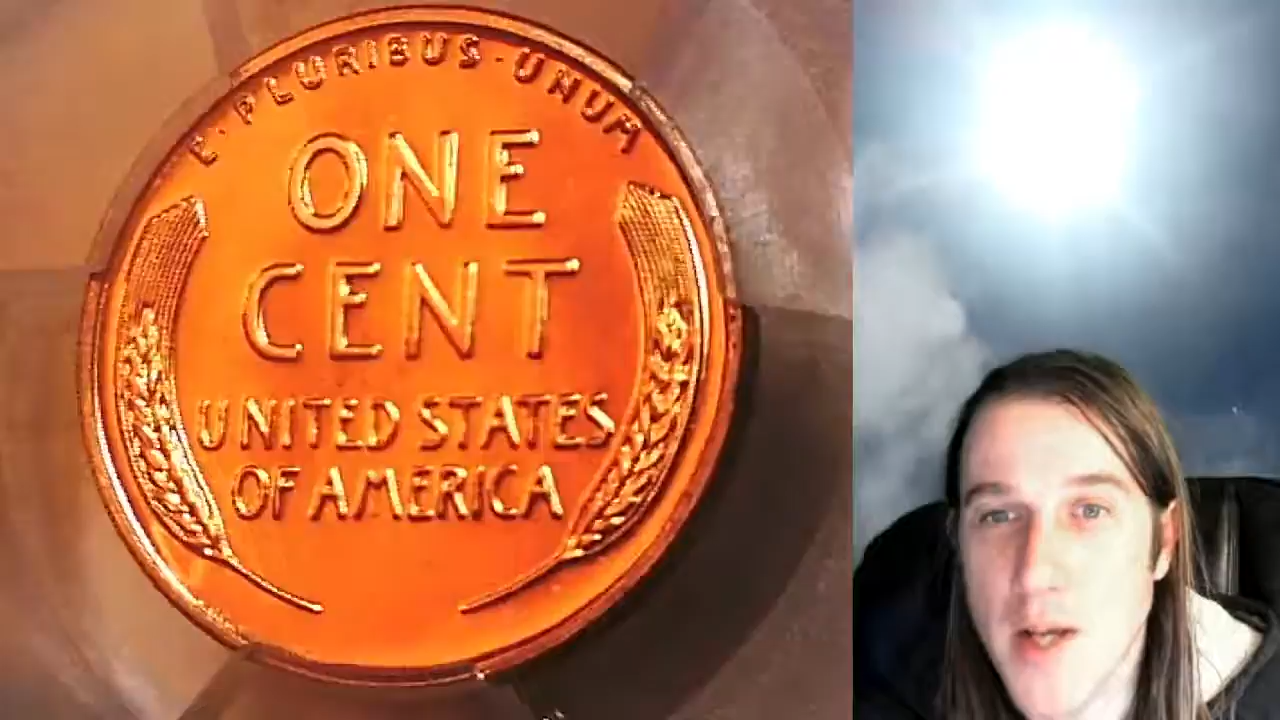 E·PLURIBUS·UNUM
ONE
CENT
UNITED STATES
OF AMERICA